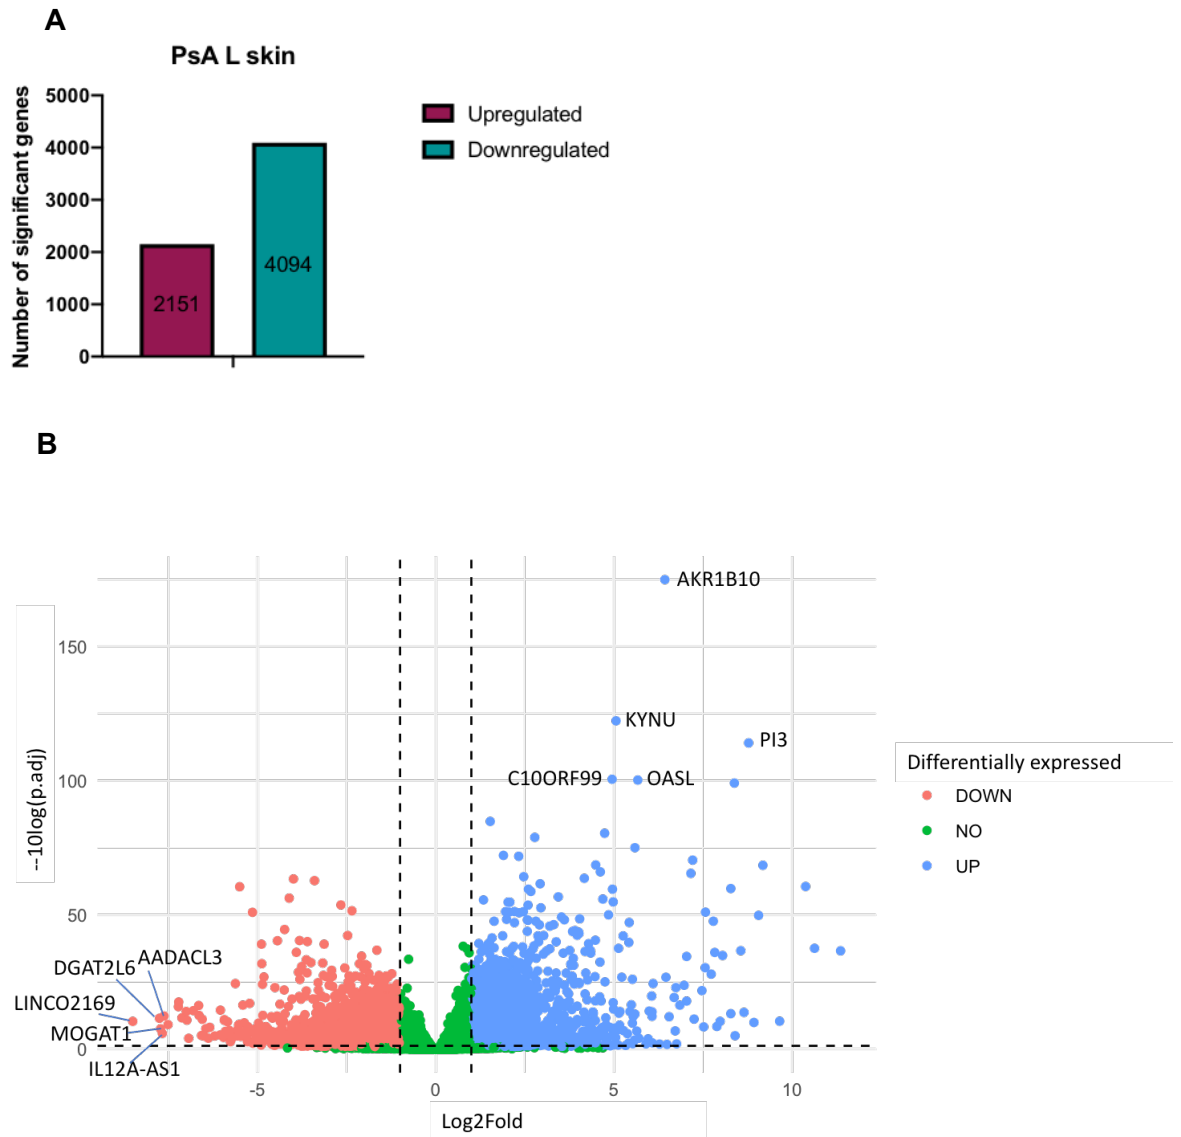 A
PsA L skin
Number of significant genes
5000
4000
3000
2000
1000
0
2151
4094
Upregulated
Downregulated
B
--10log(p.adj)
150
100
50
0
AKR1B10
KYNU
PI3
C10ORF99
OASL
AADACL3
DGAT2L6
LINCO2169
MOGAT1
IL12A-AS1
-5
0
5
10
Log2Fold
Differentially expressed
DOWN
NO
UP